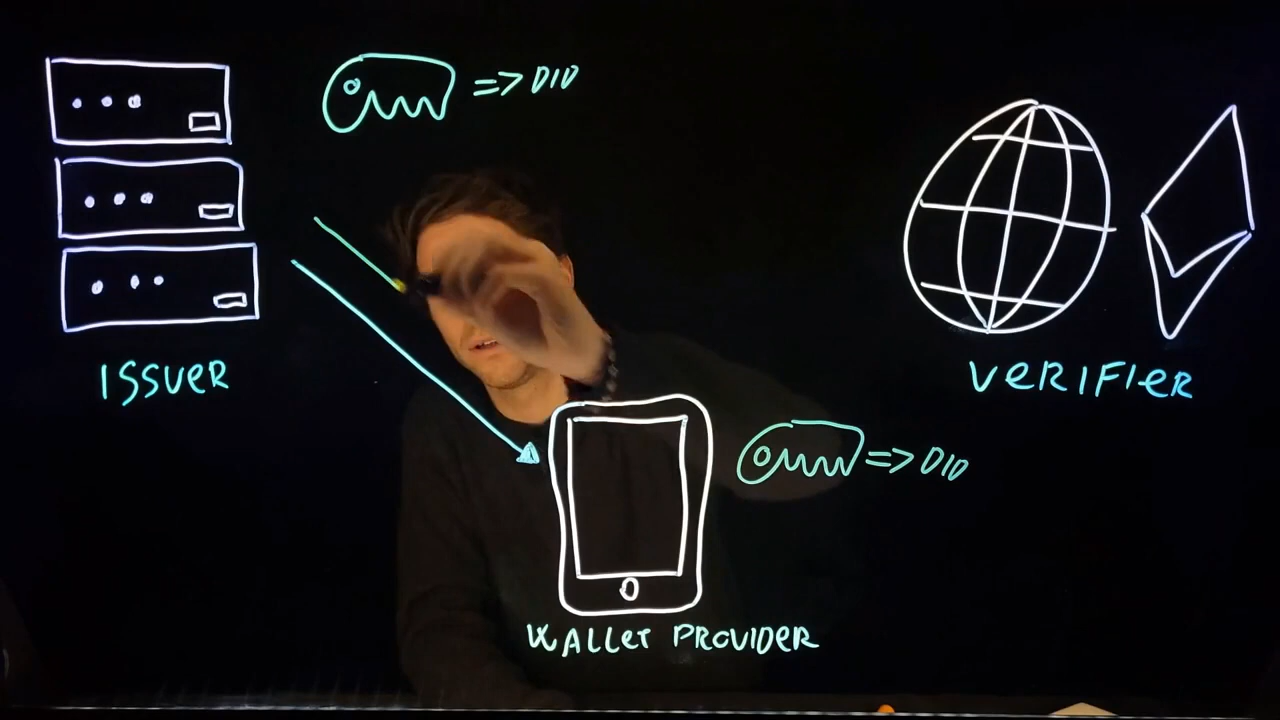 => DID
ISSUER
VERIFIER
=> DID
WALLET PROVIDER